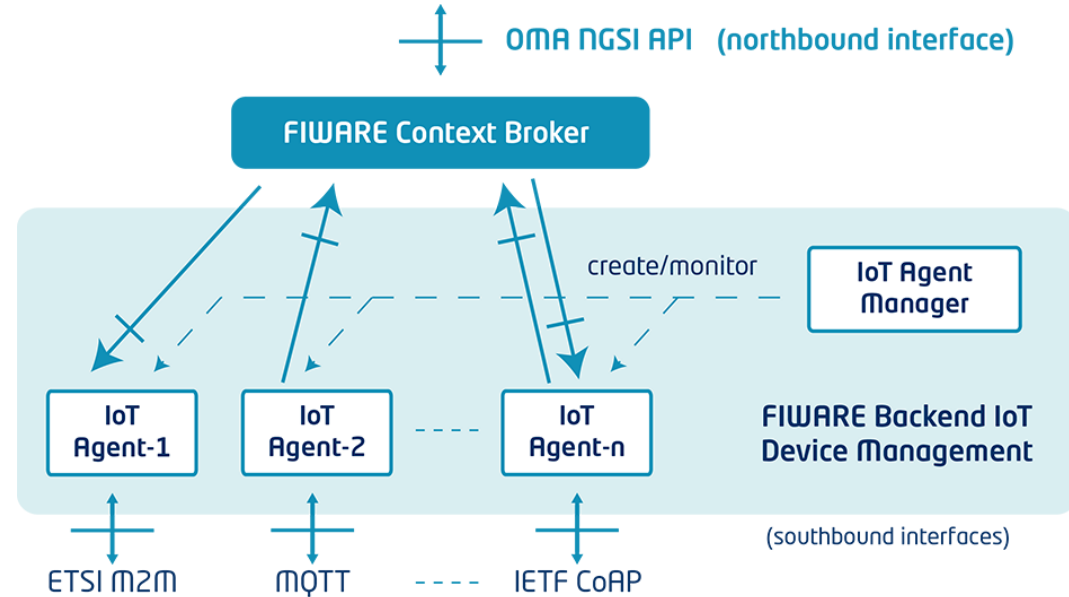 OMA NGSI API (northbound interface)
FIWARE Context Broker
create/monitor
IoT Agent
Manager
IoT
Agent-1
IoT
Agent-2
IoT
Agent-n
FIWARE Backend IoT
Device Management
(southbound interfaces)
ETSI M2M
MQTT
IETF CoAP